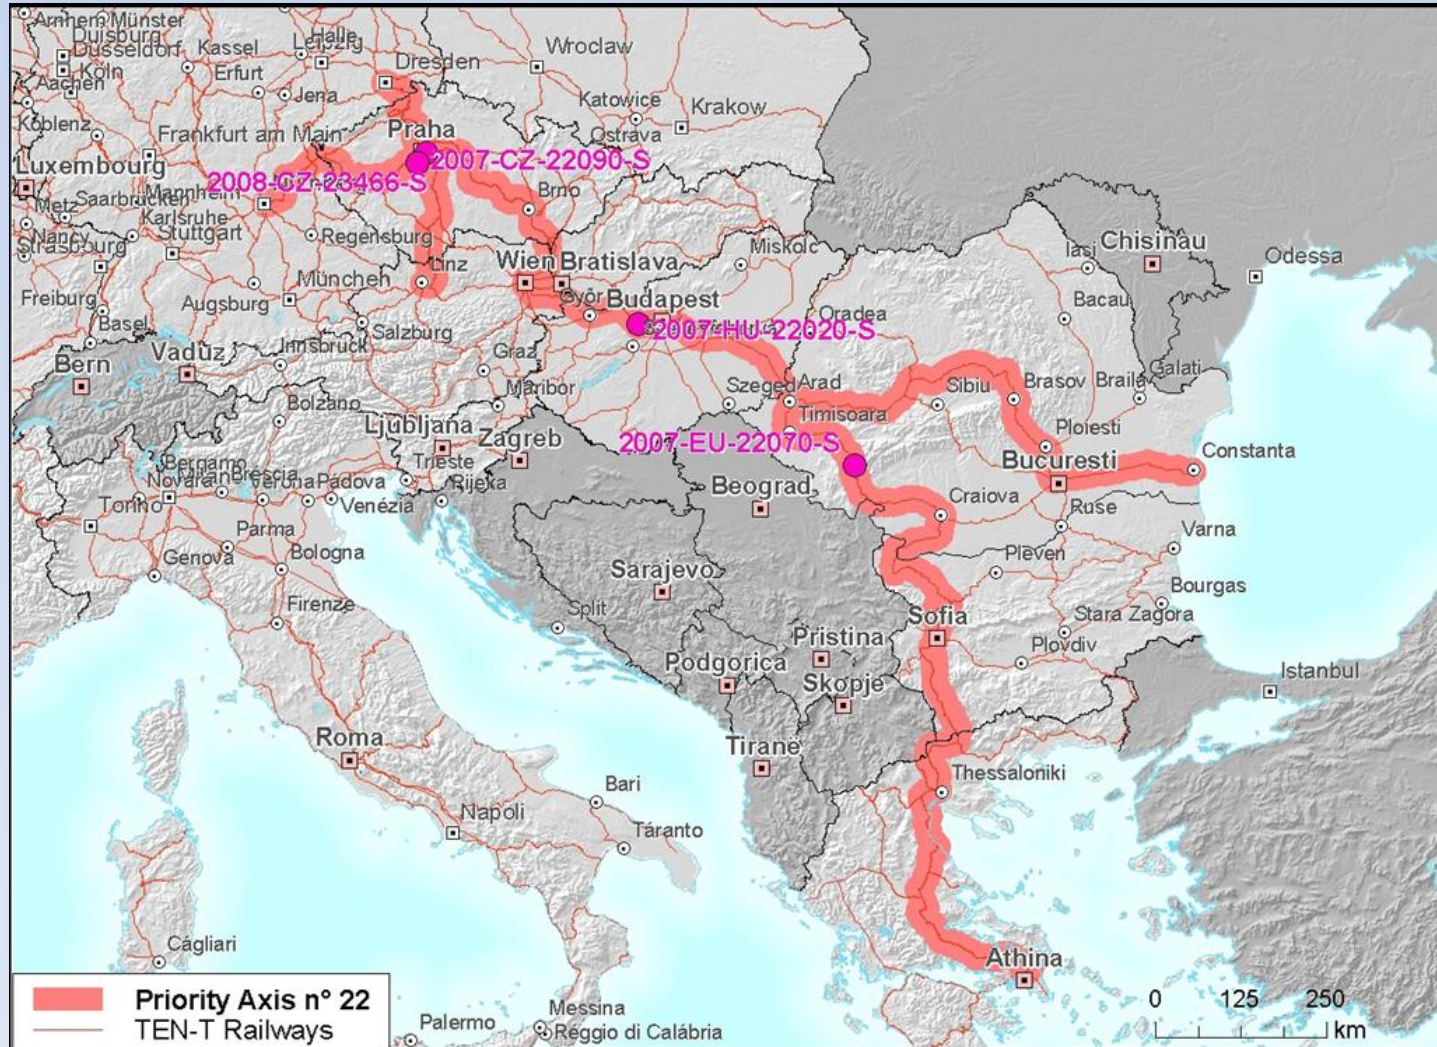 Arnhem Münster
Duisburg
Düsseldorf
Köln
Aachen
Koblenz
Kassel
Halle
Leipzig
Erfurt
Jena
Dresden
Wroclaw
Katowice
Krakow
Ostrava
Frankfurt am Main
Praha
Luxembourg
2007-CZ-22090-S
2008-CZ-23466-S
Mannheim
Metz
Saarbrücken
Karlsruhe
Nancy
Strasbourg
Stuttgart
Regensburg
Brno
Linz
Wien
Bratislava
Miskolc
Iasi
Chisinau
Odessa
Freiburg
Augsburg
München
Györ
Budapest
Oradea
Bacau
Basel
Salzburg
2007-HU-22020-S
Bern
Vaduz
Innsbruck
Graz
Maribor
Szeged
Arad
Sibiu
Brasov
Braila
Galati
Bolzano
Ljubljana
Zagreb
Timisoara
Ploiesti
2007-EU-22070-S
Bucuresti
Constanta
Bergamo
Milano
Brescia
Novara
Verona
Padova
Trieste
Rijeka
Venézia
Torino
Beograd
Craiova
Ruse
Varna
Parma
Genova
Bologna
Pleven
Sarajevo
Bourgas
Firenze
Split
Sofia
Stara Zagora
Pristina
Plovdiv
Podgorica
Skopje
Istanbul
Roma
Tiranë
Thessaloniki
Bari
Napoli
Táranto
Cágliari
Athina
Messina
Réggio di Calábria
Palermo
Priority Axis n° 22
TEN-T Railways
0 125 250
km